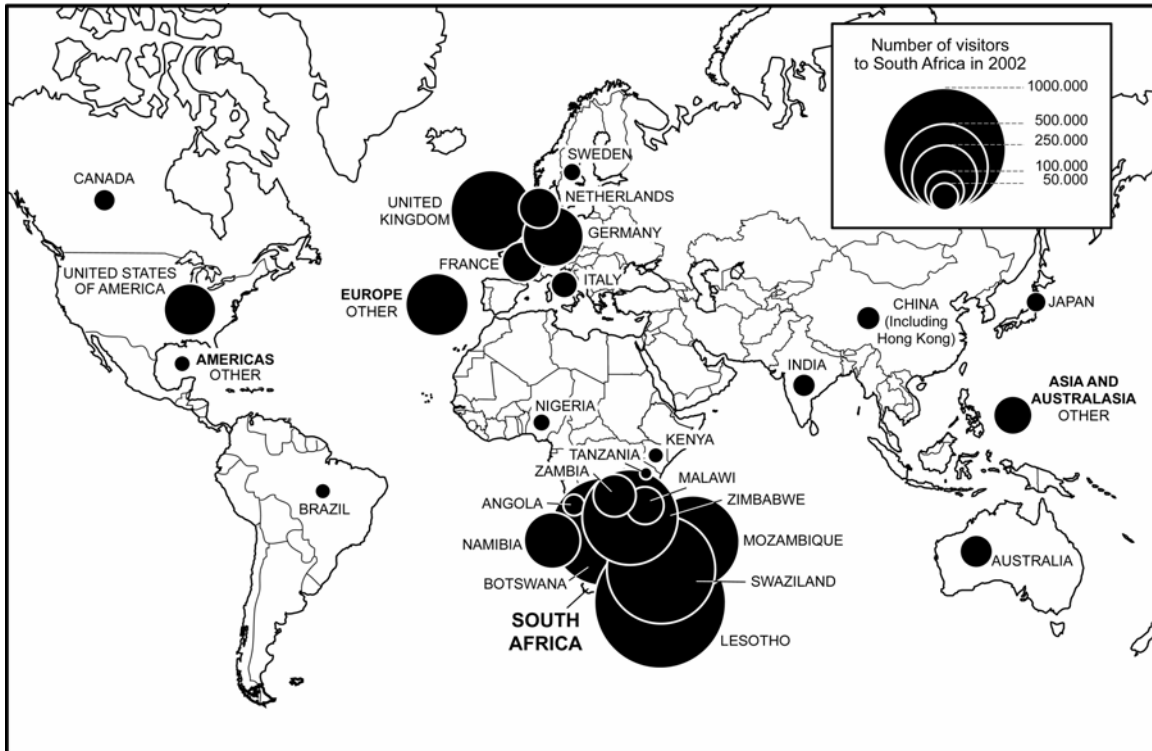 Number of visitors
to South Africa in 2002
1000.000
500.000
250.000
100.000
50.000
SWEDEN
CANADA
NETHERLANDS
UNITED
KINGDOM
GERMANY
FRANCE
UNITED STATES
OF AMERICA
ITALY
EUROPE
OTHER
CHINA
(Including
Hong Kong)
JAPAN
AMERICAS
OTHER
INDIA
ASIA AND
AUSTRALASIA
OTHER
NIGERIA
KENYA
TANZANIA
ZAMBIA
MALAWI
ANGOLA
ZIMBABWE
BRAZIL
NAMIBIA
MOZAMBIQUE
AUSTRALIA
BOTSWANA
SWAZILAND
SOUTH
AFRICA
LESOTHO